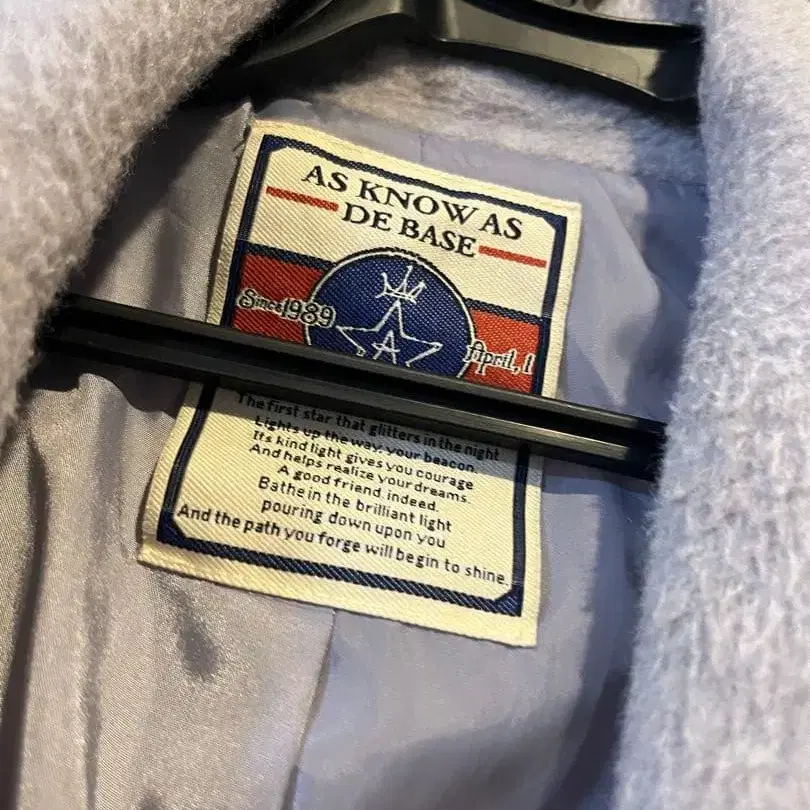 AS KNOW AS
DE BASE
Since 1989
A
April, 1
The first star that glitters in the night
Lights up the way, your beacon.
Its kind light gives you courage
And helps realize your dreams.
A good friend, indeed.
Bathe in the brilliant light
pouring down upon you
And the path you forge will begin to shine.